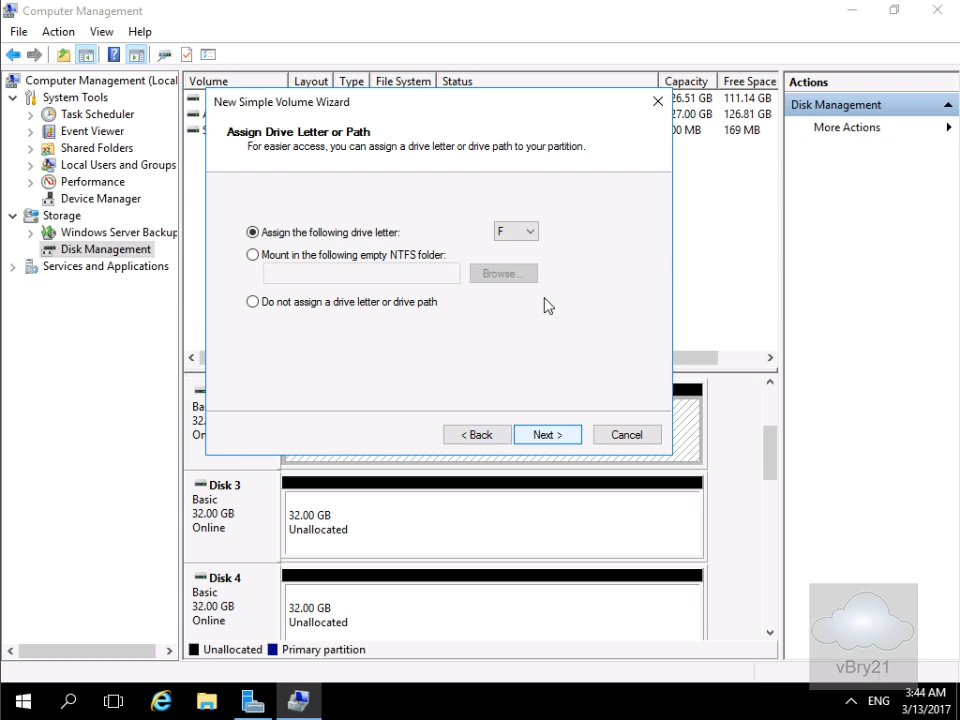 Computer Management
File Action View Help
Computer Management (Local
System Tools
Task Scheduler
Event Viewer
Shared Folders
Local Users and Groups
Performance
Device Manager
Storage
Windows Server Backup
Disk Management
Services and Applications
Volume Layout Type File System Status Capacity Free Space
111.14 GB
126.81 GB
169 MB
New Simple Volume Wizard
Assign Drive Letter or Path
For easier access, you can assign a drive letter or drive path to your partition.
Assign the following drive letter: F
Mount in the following empty NTFS folder:
Browse...
Do not assign a drive letter or drive path
< Back Next > Cancel
Disk 3
Basic
32.00 GB
Online
32.00 GB
Unallocated
Disk 4
Basic
32.00 GB
Online
32.00 GB
Unallocated
Unallocated Primary partition
Actions
Disk Management
More Actions
vBry21
ENG
3:44 AM
3/13/2017